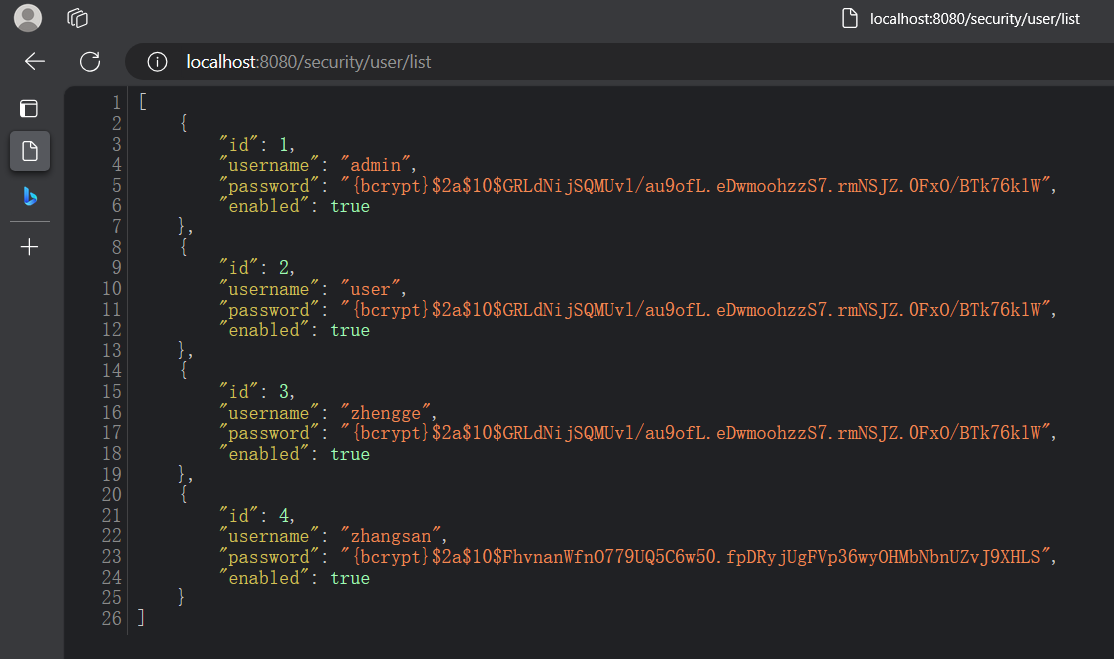 localhost:8080/security/user/list
localhost:8080/security/user/list
1 [
2 {
3 "id": 1,
4 "username": "admin",
5 "password": "{bcrypt}$2a$10$GRLdNijSQMUvl/au9ofL.eDwmoohzzS7.rmNSJZ.0FxO/BTk76klW",
6 "enabled": true
7 },
8 {
9 "id": 2,
10 "username": "user",
11 "password": "{bcrypt}$2a$10$GRLdNijSQMUvl/au9ofL.eDwmoohzzS7.rmNSJZ.0FxO/BTk76klW",
12 "enabled": true
13 },
14 {
15 "id": 3,
16 "username": "zhengge",
17 "password": "{bcrypt}$2a$10$GRLdNijSQMUvl/au9ofL.eDwmoohzzS7.rmNSJZ.0FxO/BTk76klW",
18 "enabled": true
19 },
20 {
21 "id": 4,
22 "username": "zhangsan",
23 "password": "{bcrypt}$2a$10$FhvnanWfnO779UQ5C6w50.fpDRyjUgFVp36wyOHMbNbnUZvJ9XHLS",
24 "enabled": true
25 }
26 ]